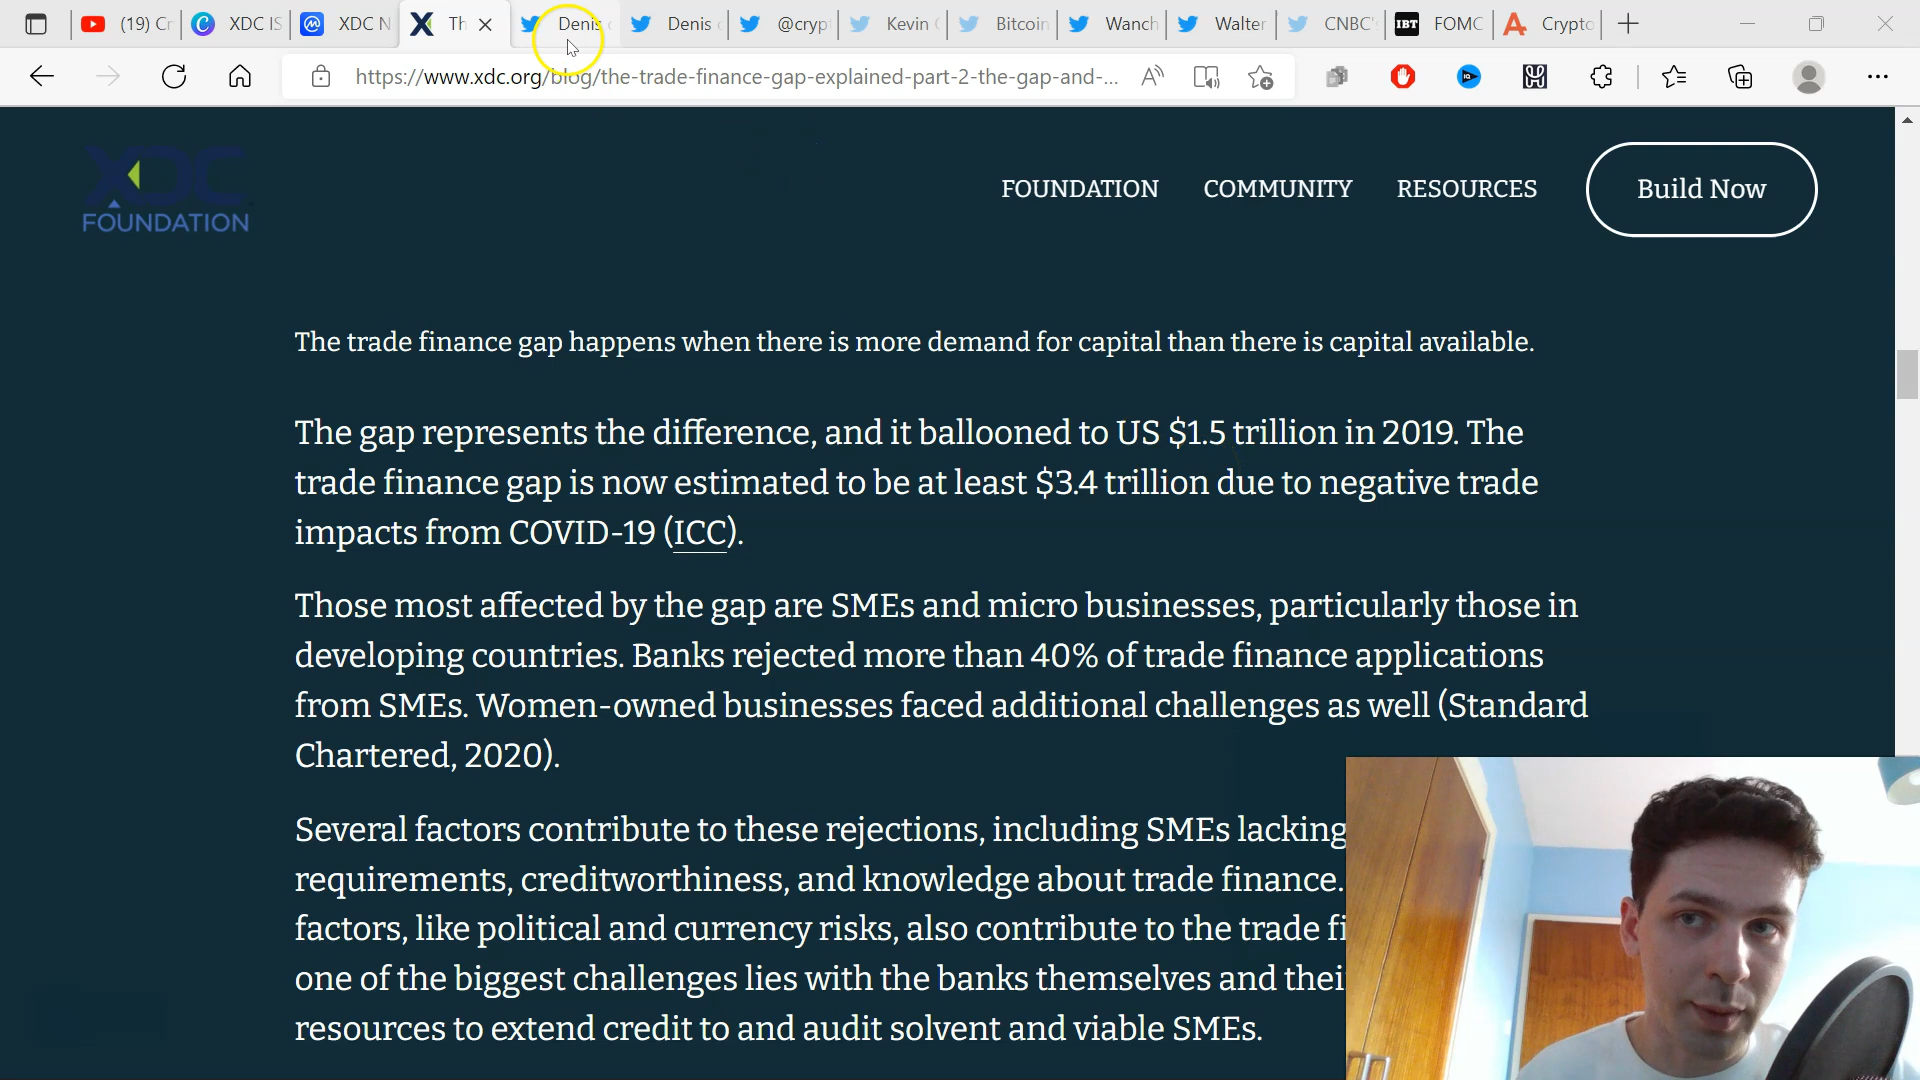 (19) Cr
XDC IS
XDC N
Th
Denis
Denis
@cryp
Kevin
Bitcoin
Wanch
Walter
CNBC'
FOMC
Crypto
https://www.xdc.org/blog/the-trade-finance-gap-explained-part-2-the-gap-and-...
XDC
FOUNDATION
FOUNDATION
COMMUNITY
RESOURCES
Build Now
The trade finance gap happens when there is more demand for capital than there is capital available.
The gap represents the difference, and it ballooned to US $1.5 trillion in 2019. The
trade finance gap is now estimated to be at least $3.4 trillion due to negative trade
impacts from COVID-19 (ICC).
Those most affected by the gap are SMEs and micro businesses, particularly those in
developing countries. Banks rejected more than 40% of trade finance applications
from SMEs. Women-owned businesses faced additional challenges as well (Standard
Chartered, 2020).
Several factors contribute to these rejections, including SMEs lacking
requirements, creditworthiness, and knowledge about trade finance.
factors, like political and currency risks, also contribute to the trade fi
one of the biggest challenges lies with the banks themselves and thei
resources to extend credit to and audit solvent and viable SMEs.